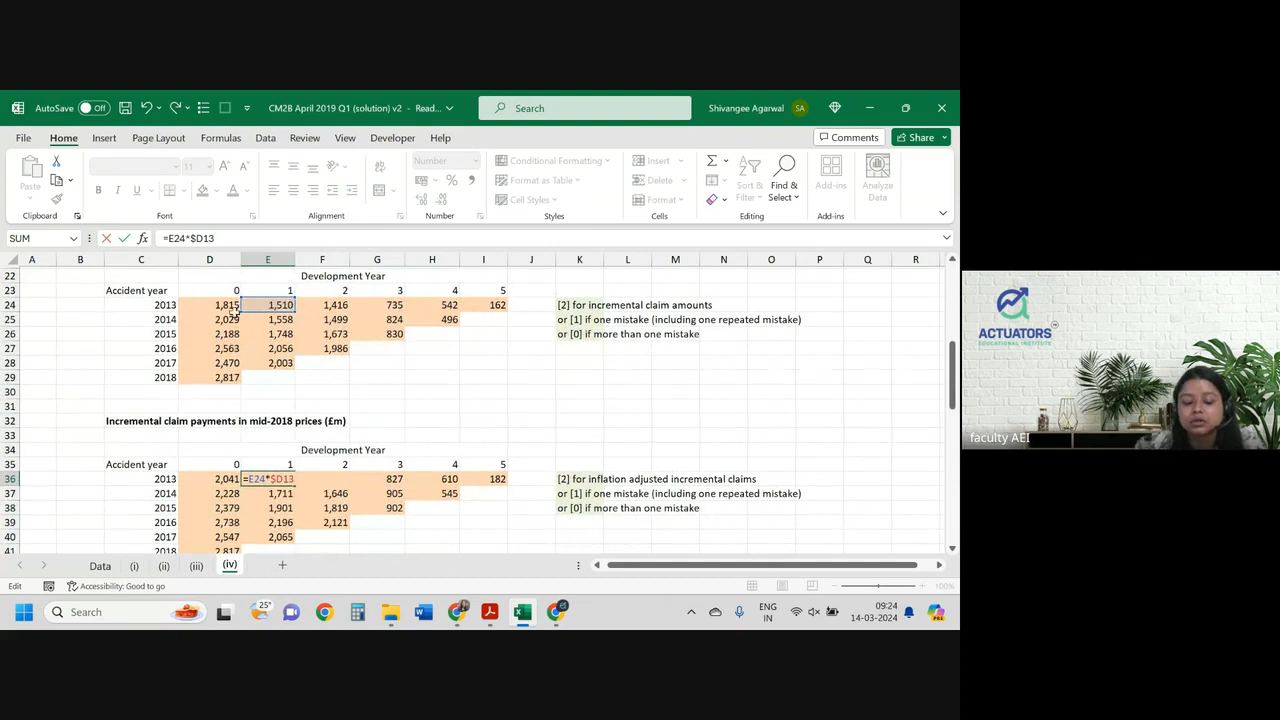 AutoSave Off CM2B April 2019 Q1 (solution) v2 - Read... Search Shivangee Agarwal SA
File Home Insert Page Layout Formulas Data Review View Developer Help Comments Share
Paste 11 Number Conditional Formatting Insert Sort & Find & Add-ins Analyze
Format as Table Delete Filter Select Data
Cell Styles Format
Clipboard Font Alignment Number Styles Cells Editing Add-ins
SUM fx =E24*$D13
A B C D E F G H I J K L M N O P Q R
22 Development Year
23 Accident year 0 1 2 3 4 5
24 2013 1,815 1,510 1,416 735 542 162 [2] for incremental claim amounts
25 2014 1,558 1,499 824 496 or [1] if one mistake (including one repeated mistake)
26 2015 2,188 1,748 1,673 830 or [0] if more than one mistake
27 2016 2,563 2,056 1,986
28 2017 2,470 2,003
29 2018 2,817
30
31
32 Incremental claim payments in mid-2018 prices (£m)
33
34 Development Year
35 Accident year 0 1 2 3 4 5
36 2013 2,041 =E24*$D13 827 610 182 [2] for inflation adjusted incremental claims
37 2014 2,228 1,711 1,646 905 545 or [1] if one mistake (including one repeated mistake)
38 2015 2,379 1,901 1,819 902 or [0] if more than one mistake
39 2016 2,738 2,196 2,121
40 2017 2,547 2,065
41 2018 2,817
Data (i) (ii) (iii) (iv)
Edit Accessibility: Good to go 100%
Search 25° ENG IN 09:24 14-03-2024
ACTUATORS
EDUCATIONAL INSTITUTE
faculty AEI